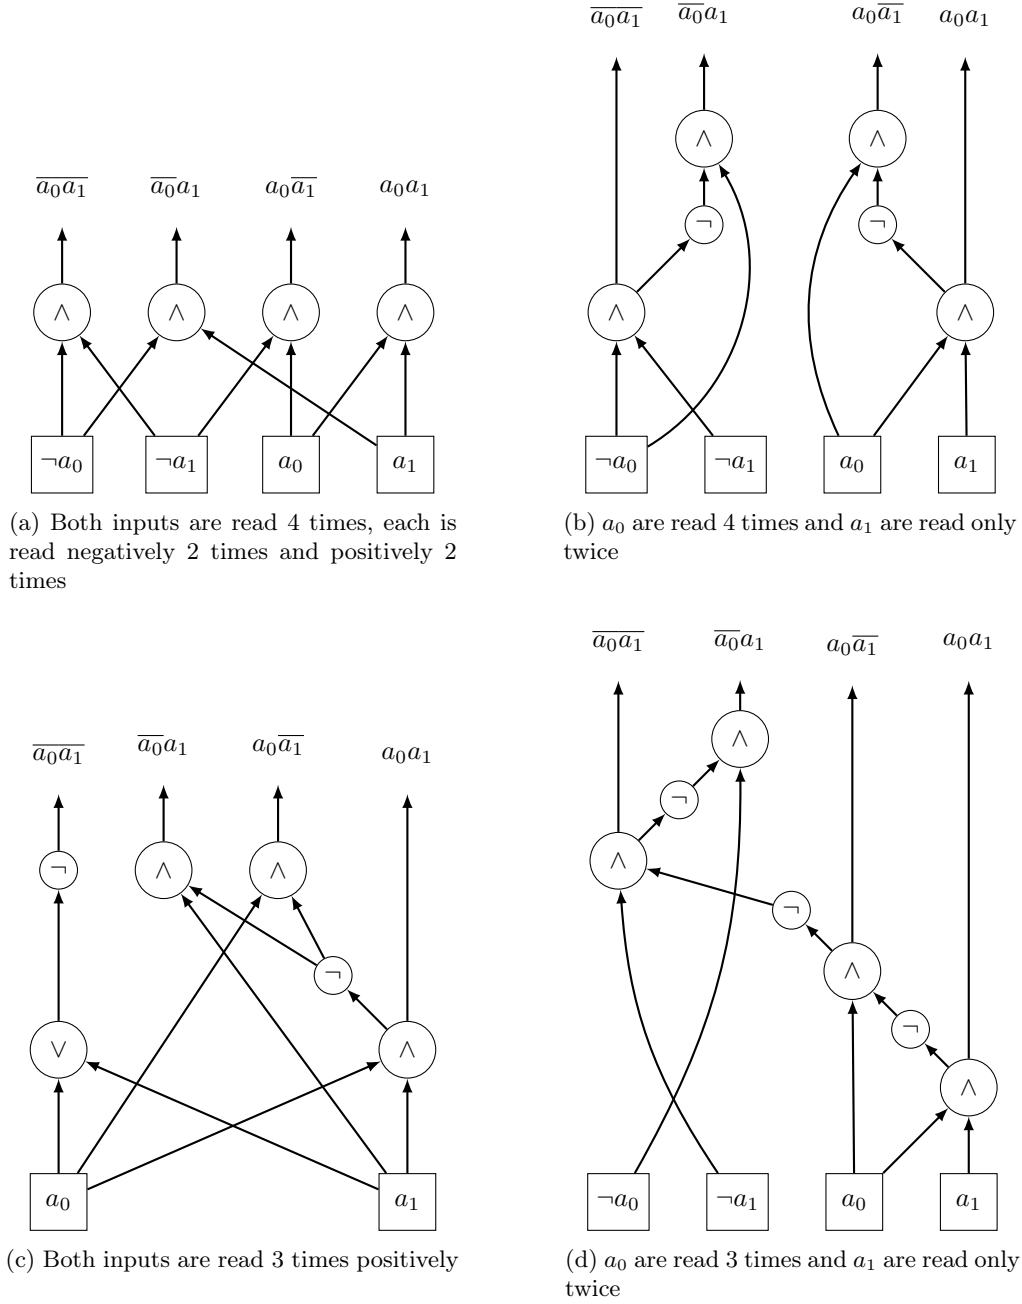 $\overline{a_0 a_1}$ $\overline{a_0}a_1$ $a_0\overline{a_1}$ $a_0a_1$
∧ ∧ ∧ ∧
¬a₀ ¬a₁ a₀ a₁
(a) Both inputs are read 4 times, each is
read negatively 2 times and positively 2
times
$\overline{a_0 a_1}$ $\overline{a_0}a_1$ $a_0\overline{a_1}$ $a_0a_1$
∧ ∧
¬ ¬
∧ ∧
¬a₀ ¬a₁ a₀ a₁
(b) a₀ are read 4 times and a₁ are read only
twice
$\overline{a_0 a_1}$ $\overline{a_0}a_1$ $a_0\overline{a_1}$ $a_0a_1$
¬ ∧ ∧
¬
∨ ∧
a₀ a₁
(c) Both inputs are read 3 times positively
$\overline{a_0 a_1}$ $\overline{a_0}a_1$ $a_0\overline{a_1}$ $a_0a_1$
∧
¬
∧
¬
∧
¬
∧
¬a₀ ¬a₁ a₀ a₁
(d) a₀ are read 3 times and a₁ are read only
twice